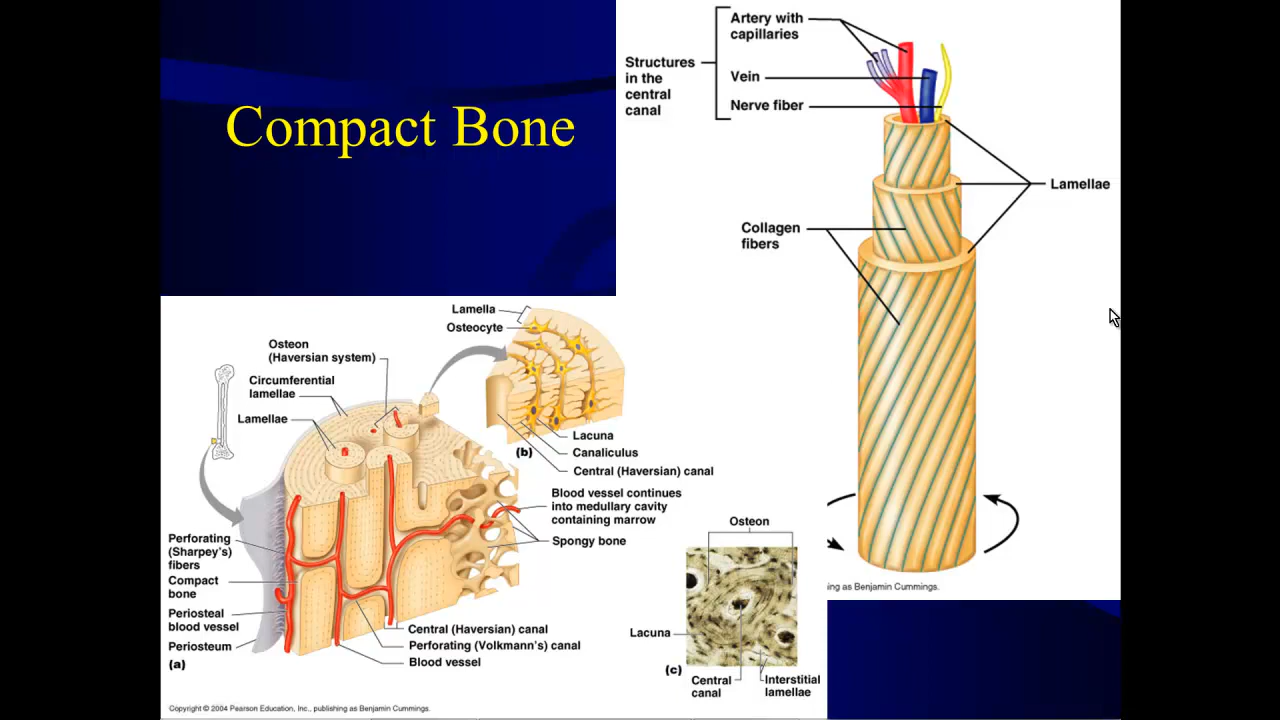 Compact Bone
Structures
in the
central
canal
Artery with
capillaries
Vein
Nerve fiber
Lamellae
Collagen
fibers
ing as Benjamin Cummings.
Lamella
Osteocyte
Osteon
(Haversian system)
Circumferential
lamellae
Lamellae
Lacuna
Canaliculus
(b)
Central (Haversian) canal
Blood vessel continues
into medullary cavity
containing marrow
Spongy bone
Perforating
(Sharpey's)
fibers
Compact
bone
Periosteal
blood vessel
Periosteum
(a)
Central (Haversian) canal
Perforating (Volkmann's) canal
Blood vessel
Osteon
Lacuna
(c)
Central
canal
Interstitial
lamellae
Copyright © 2004 Pearson Education, Inc., publishing as Benjamin Cummings.